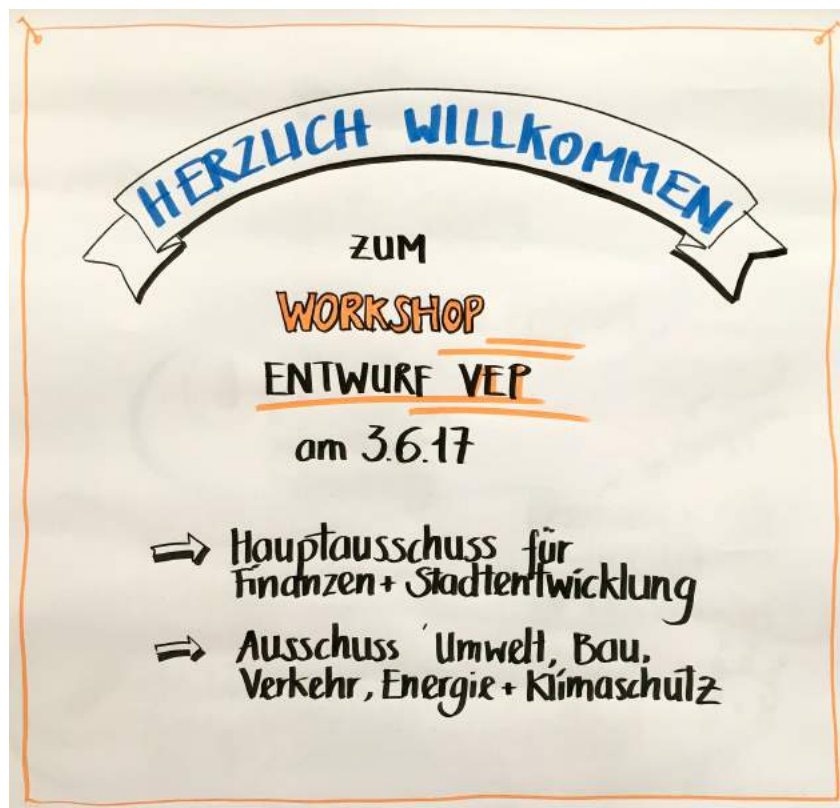 HERZLICH WILLKOMMEN
ZUM
WORKSHOP
ENTWURF VEP
am 3.6.17
⇨ Hauptausschuss für
Finanzen + Stadtentwicklung
⇨ Ausschuss Umwelt, Bau,
Verkehr, Energie + Klimaschutz